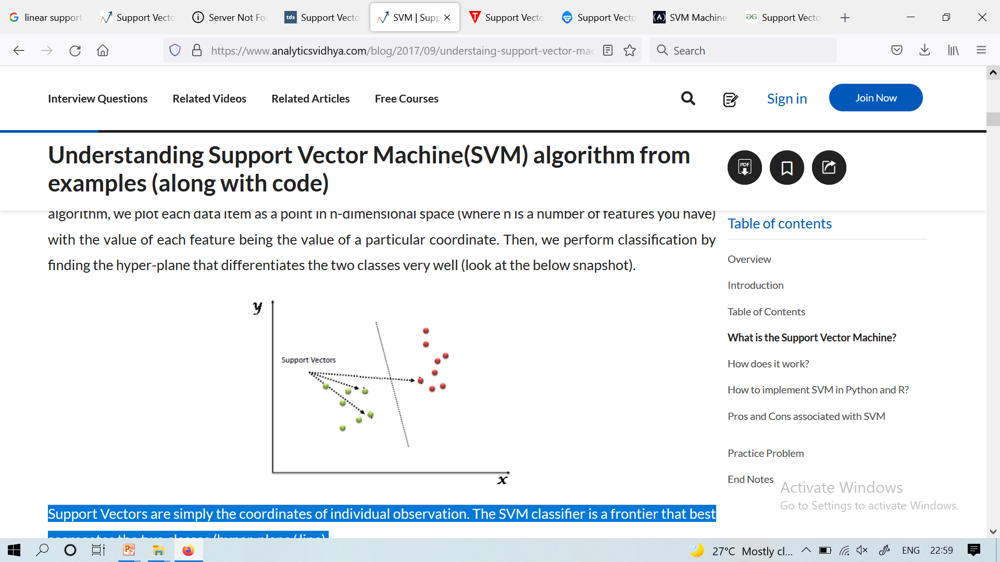 linear support
Support Vecto
Server Not Fo
tds Support Vecto
SVM | Supp
T Support Vecto
Support Vecto
SVM Machine
Support Vecto
https://www.analyticsvidhya.com/blog/2017/09/understaing-support-vector-mac
Search
Interview Questions Related Videos Related Articles Free Courses
Sign in
Join Now
Understanding Support Vector Machine(SVM) algorithm from
examples (along with code)
PDF
algorithm, we plot each data item as a point in n-dimensional space (where n is a number of features you have)
with the value of each feature being the value of a particular coordinate. Then, we perform classification by
finding the hyper-plane that differentiates the two classes very well (look at the below snapshot).
y
Support Vectors
x
Support Vectors are simply the coordinates of individual observation. The SVM classifier is a frontier that best
segregates the two classes (hyper-plane/ line).
Table of contents
Overview
Introduction
Table of Contents
What is the Support Vector Machine?
How does it work?
How to implement SVM in Python and R?
Pros and Cons associated with SVM
Practice Problem
End Notes
Activate Windows
Go to Settings to activate Windows.
27°C Mostly cl...
ENG
22:59